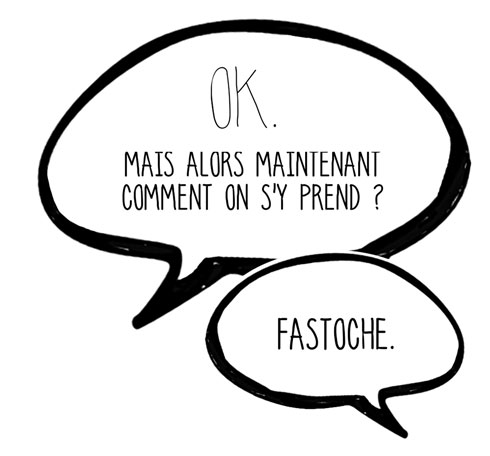 OK.
MAIS ALORS MAINTENANT
COMMENT ON S'Y PREND ?
FASTOCHE.